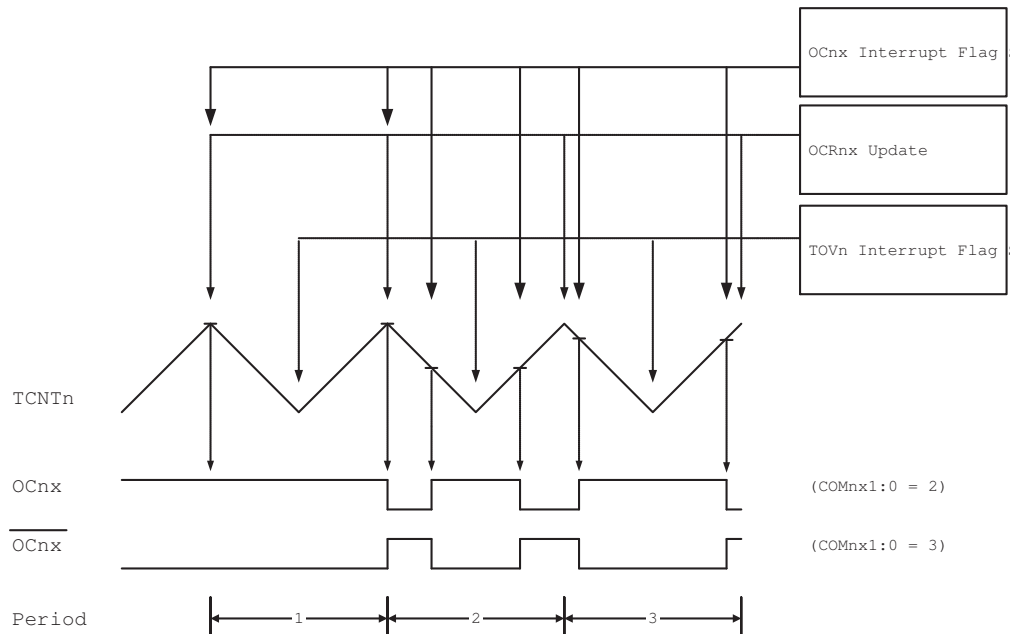 OCnx Interrupt Flag
OCRnx Update
TOVn Interrupt Flag
TCNTn
OCnx
(COMnx1:0 = 2)
OCnx
(COMnx1:0 = 3)
Period
1
2
3